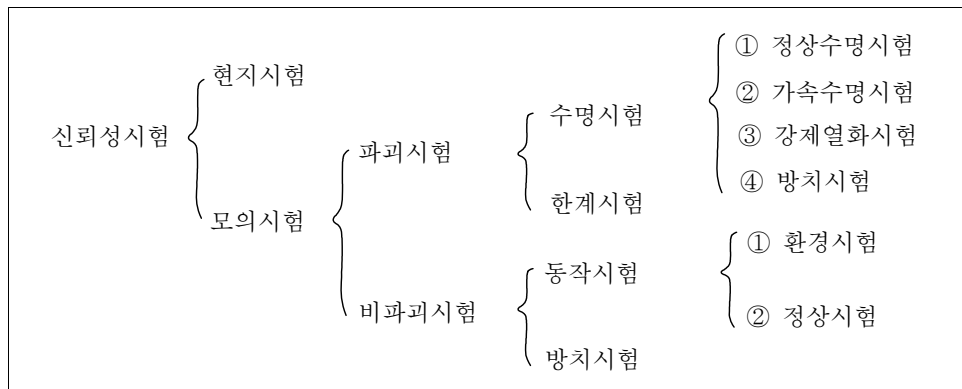 신뢰성시험
현지시험
모의시험
파괴시험
비파괴시험
수명시험
한계시험
동작시험
방치시험
① 정상수명시험
② 가속수명시험
③ 강제열화시험
④ 방치시험
① 환경시험
② 정상시험